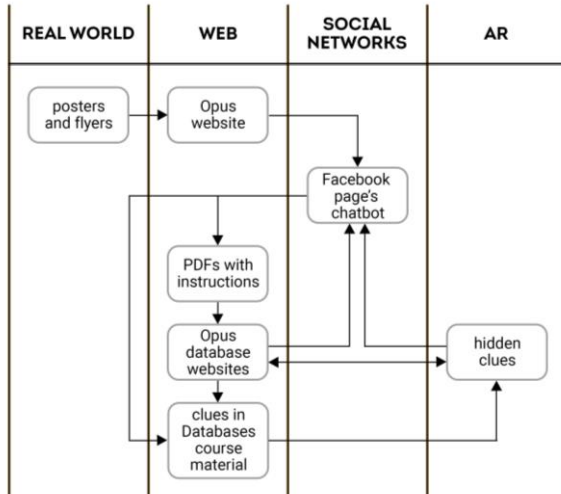 REAL WORLD
WEB
SOCIAL
NETWORKS
AR
posters
and flyers
Opus
website
Facebook
page's
chatbot
PDFs with
instructions
Opus
database
websites
hidden
clues
clues in
Databases
course
material